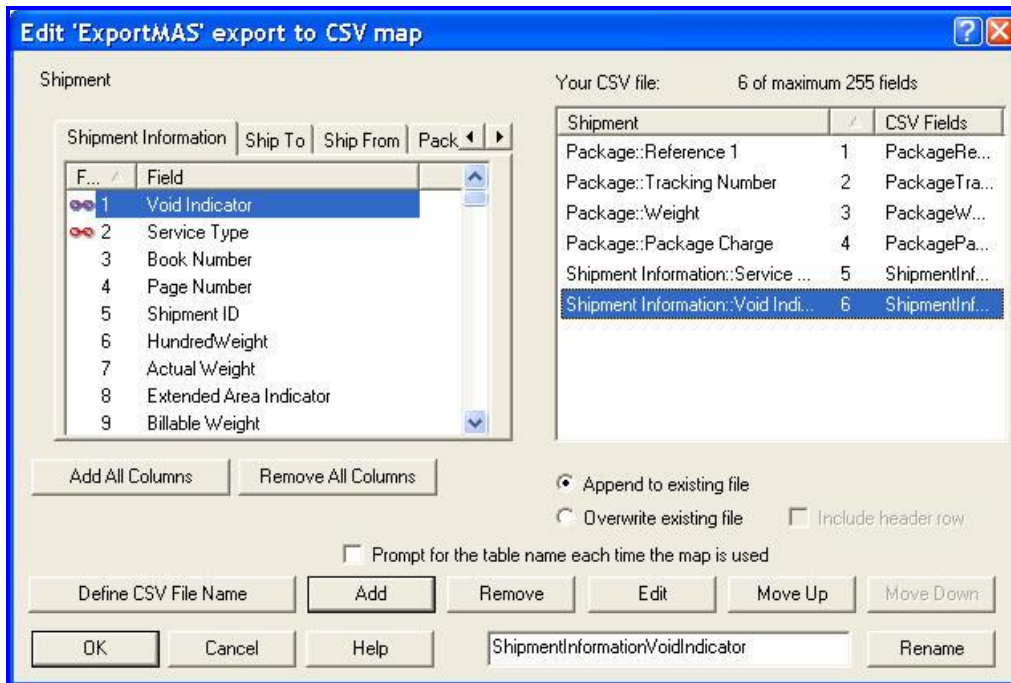 Edit 'ExportMAS' export to CSV map
Shipment
Your CSV file: 6 of maximum 255 fields
Shipment Information Ship To Ship From Pack
F... Field
1 Void Indicator
2 Service Type
3 Book Number
4 Page Number
5 Shipment ID
6 HundredWeight
7 Actual Weight
8 Extended Area Indicator
9 Billable Weight
Shipment CSV Fields
Package::Reference 1 1 PackageRe...
Package::Tracking Number 2 PackageTra...
Package::Weight 3 PackageW...
Package::Package Charge 4 PackagePa...
Shipment Information::Service ... 5 ShipmentInf...
Shipment Information::Void Indi... 6 ShipmentInf...
Add All Columns Remove All Columns
Append to existing file
Overwrite existing file Include header row
Prompt for the table name each time the map is used
Define CSV File Name Add Remove Edit Move Up Move Down
OK Cancel Help ShipmentInformationVoidIndicator Rename